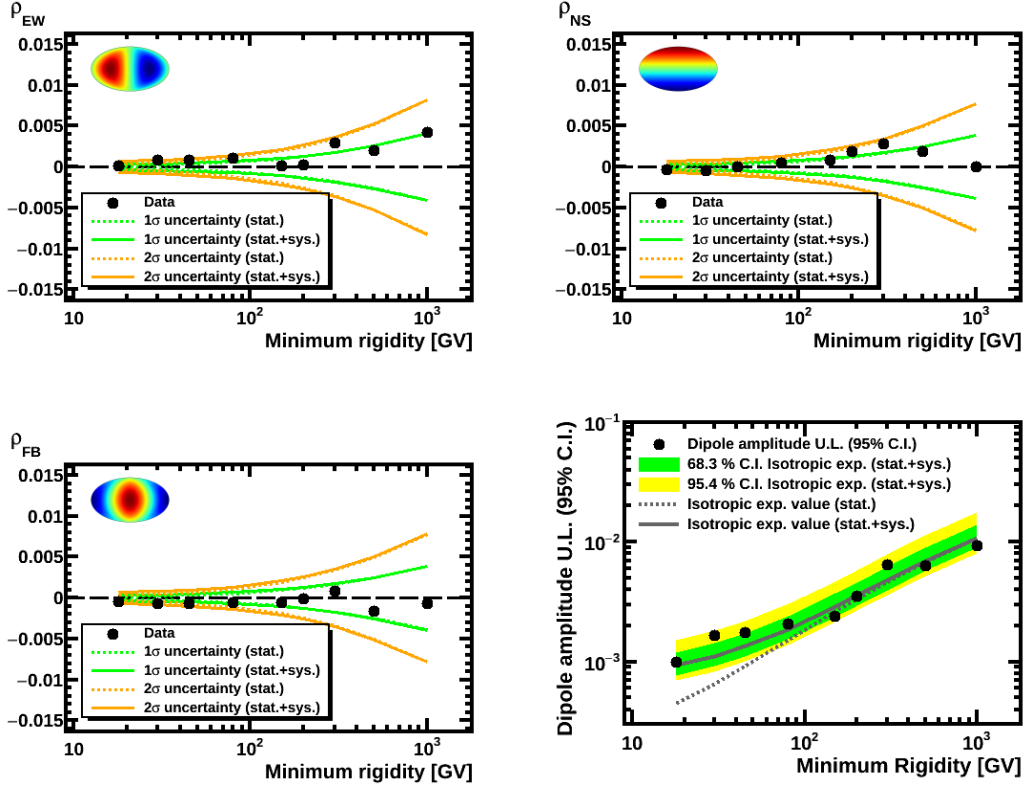 ρEW
0.015
0.01
0.005
0
−0.005
−0.01
−0.015
Data
1σ uncertainty (stat.)
1σ uncertainty (stat.+sys.)
2σ uncertainty (stat.)
2σ uncertainty (stat.+sys.)
10 10² 10³
Minimum rigidity [GV]
ρNS
0.015
0.01
0.005
0
−0.005
−0.01
−0.015
Data
1σ uncertainty (stat.)
1σ uncertainty (stat.+sys.)
2σ uncertainty (stat.)
2σ uncertainty (stat.+sys.)
10 10² 10³
Minimum rigidity [GV]
ρFB
0.015
0.01
0.005
0
−0.005
−0.01
−0.015
Data
1σ uncertainty (stat.)
1σ uncertainty (stat.+sys.)
2σ uncertainty (stat.)
2σ uncertainty (stat.+sys.)
10 10² 10³
Minimum rigidity [GV]
Dipole amplitude U.L. (95% C.I.)
10⁻¹
10⁻²
10⁻³
Dipole amplitude U.L. (95% C.I.)
68.3 % C.I. Isotropic exp. (stat.+sys.)
95.4 % C.I. Isotropic exp. (stat.+sys.)
Isotropic exp. value (stat.)
Isotropic exp. value (stat.+sys.)
10 10² 10³
Minimum Rigidity [GV]